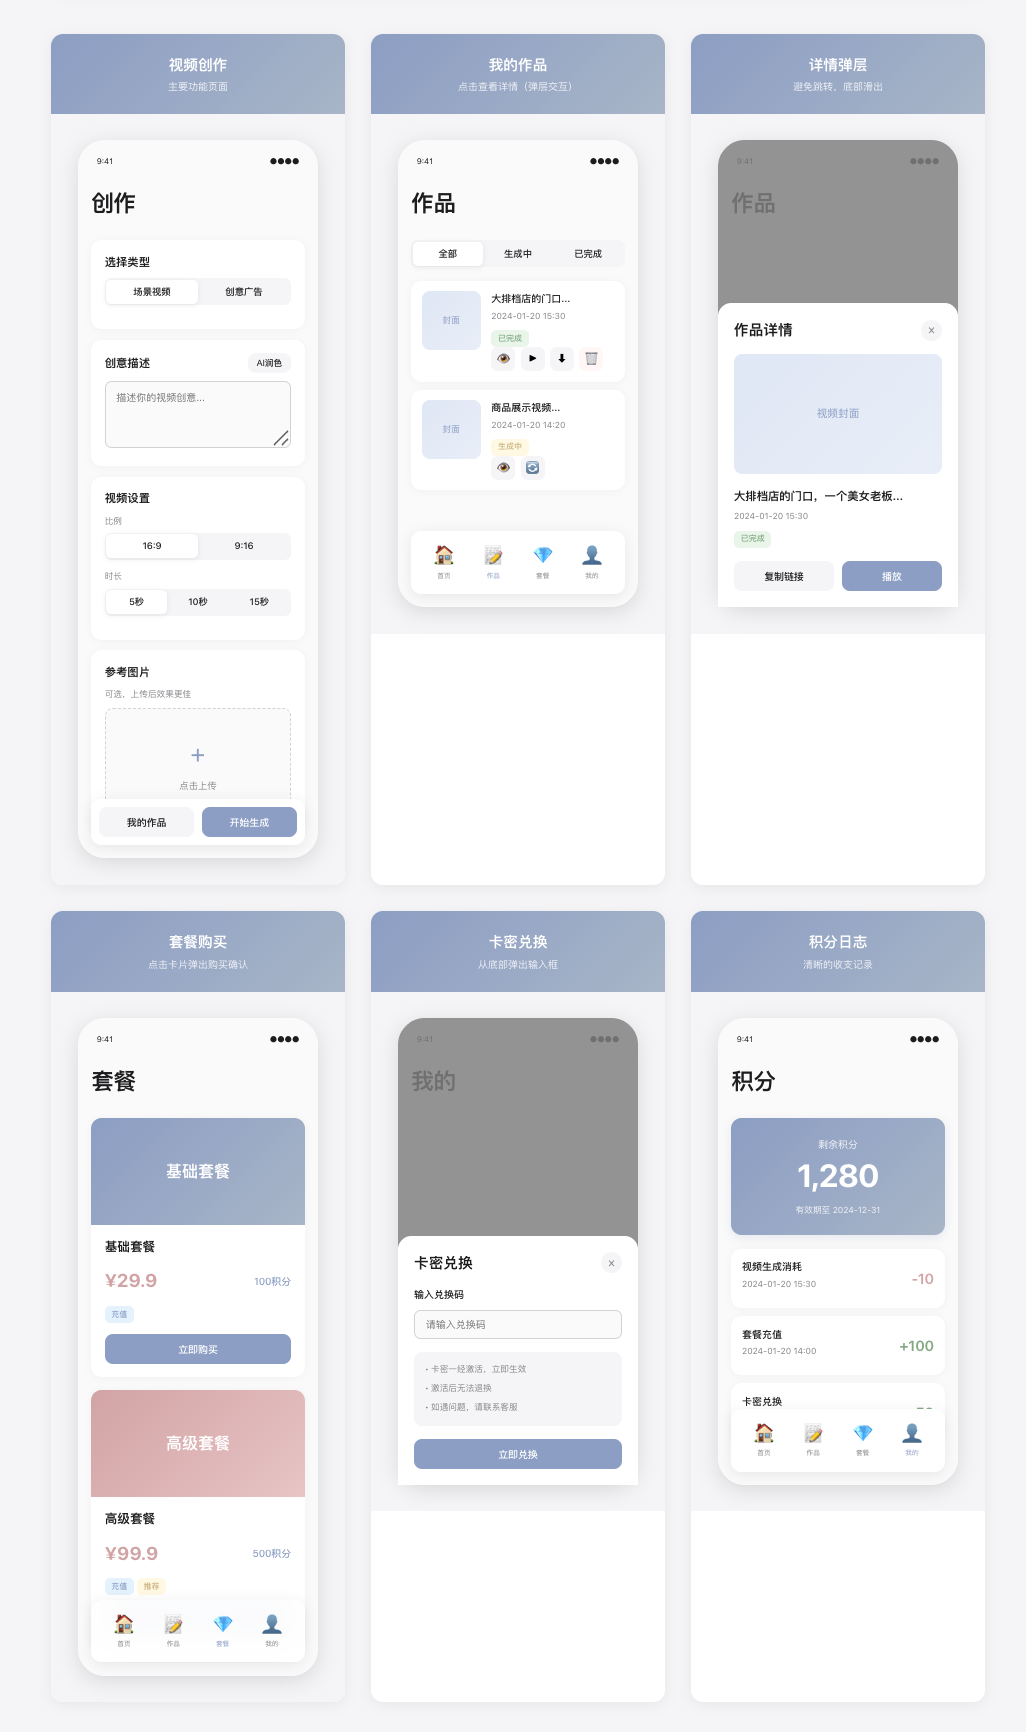 视频创作
主要功能页面
9:41
创作
选择类型
场景视频 创意广告
创意描述 AI润色
描述你的视频创意...
视频设置
比例
16:9 9:16
时长
5秒 10秒 15秒
参考图片
可选，上传后效果更佳
+
点击上传
我的作品 开始生成
我的作品
点击查看详情（弹层交互）
9:41
作品
全部 生成中 已完成
封面
大排档店的门口...
2024-01-20 15:30
已完成
封面
商品展示视频...
2024-01-20 14:20
生成中
首页 作品 套餐 我的
详情弹层
避免跳转，底部滑出
9:41
作品
作品详情 ×
视频封面
大排档店的门口，一个美女老板...
2024-01-20 15:30
已完成
复制链接 播放
套餐购买
点击卡片弹出购买确认
9:41
套餐
基础套餐
基础套餐
¥29.9 100积分
充值
立即购买
高级套餐
高级套餐
¥99.9 500积分
充值 推荐
首页 作品 套餐 我的
卡密兑换
从底部弹出输入框
9:41
我的
卡密兑换 ×
输入兑换码
请输入兑换码
• 卡密一经激活，立即生效
• 激活后无法退换
• 如遇问题，请联系客服
立即兑换
积分日志
清晰的收支记录
9:41
积分
剩余积分
1,280
有效期至 2024-12-31
视频生成消耗
2024-01-20 15:30
-10
套餐充值
2024-01-20 14:00
+100
卡密兑换
首页 作品 套餐 我的